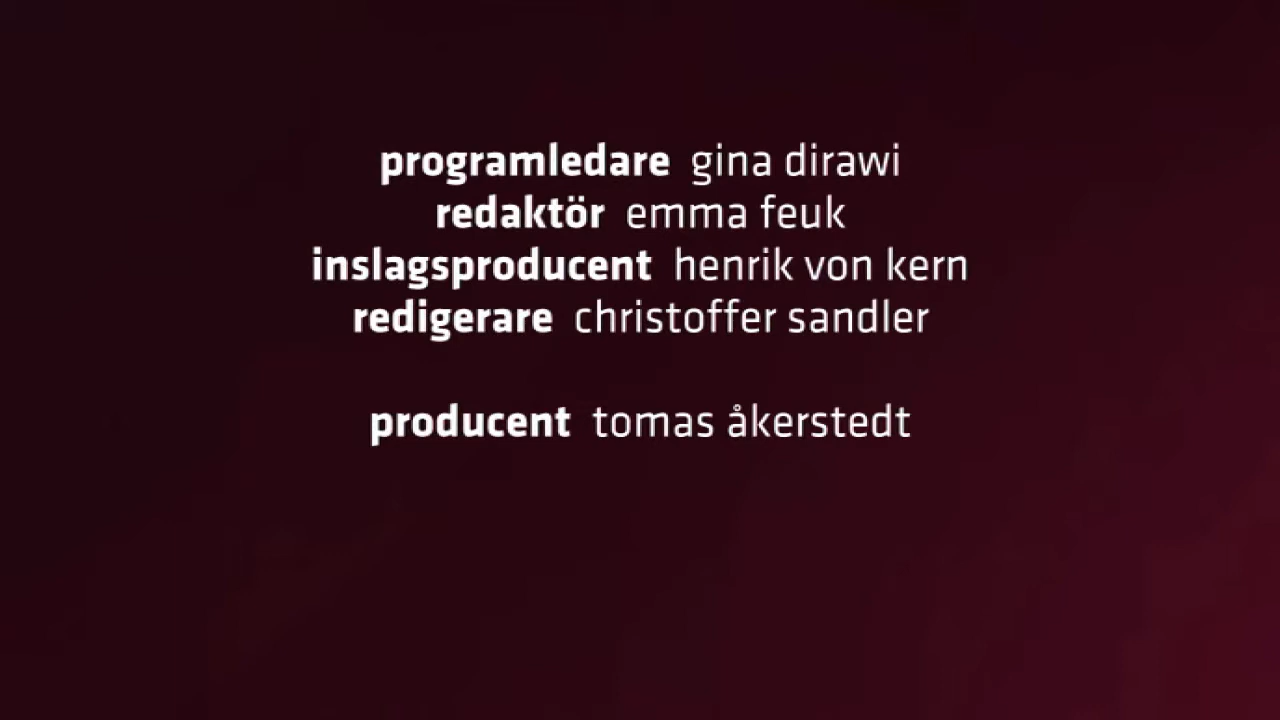 programledare gina dirawi
redaktör emma feuk
inslagsproducent henrik von kern
redigerare christoffer sandler
producent tomas åkerstedt